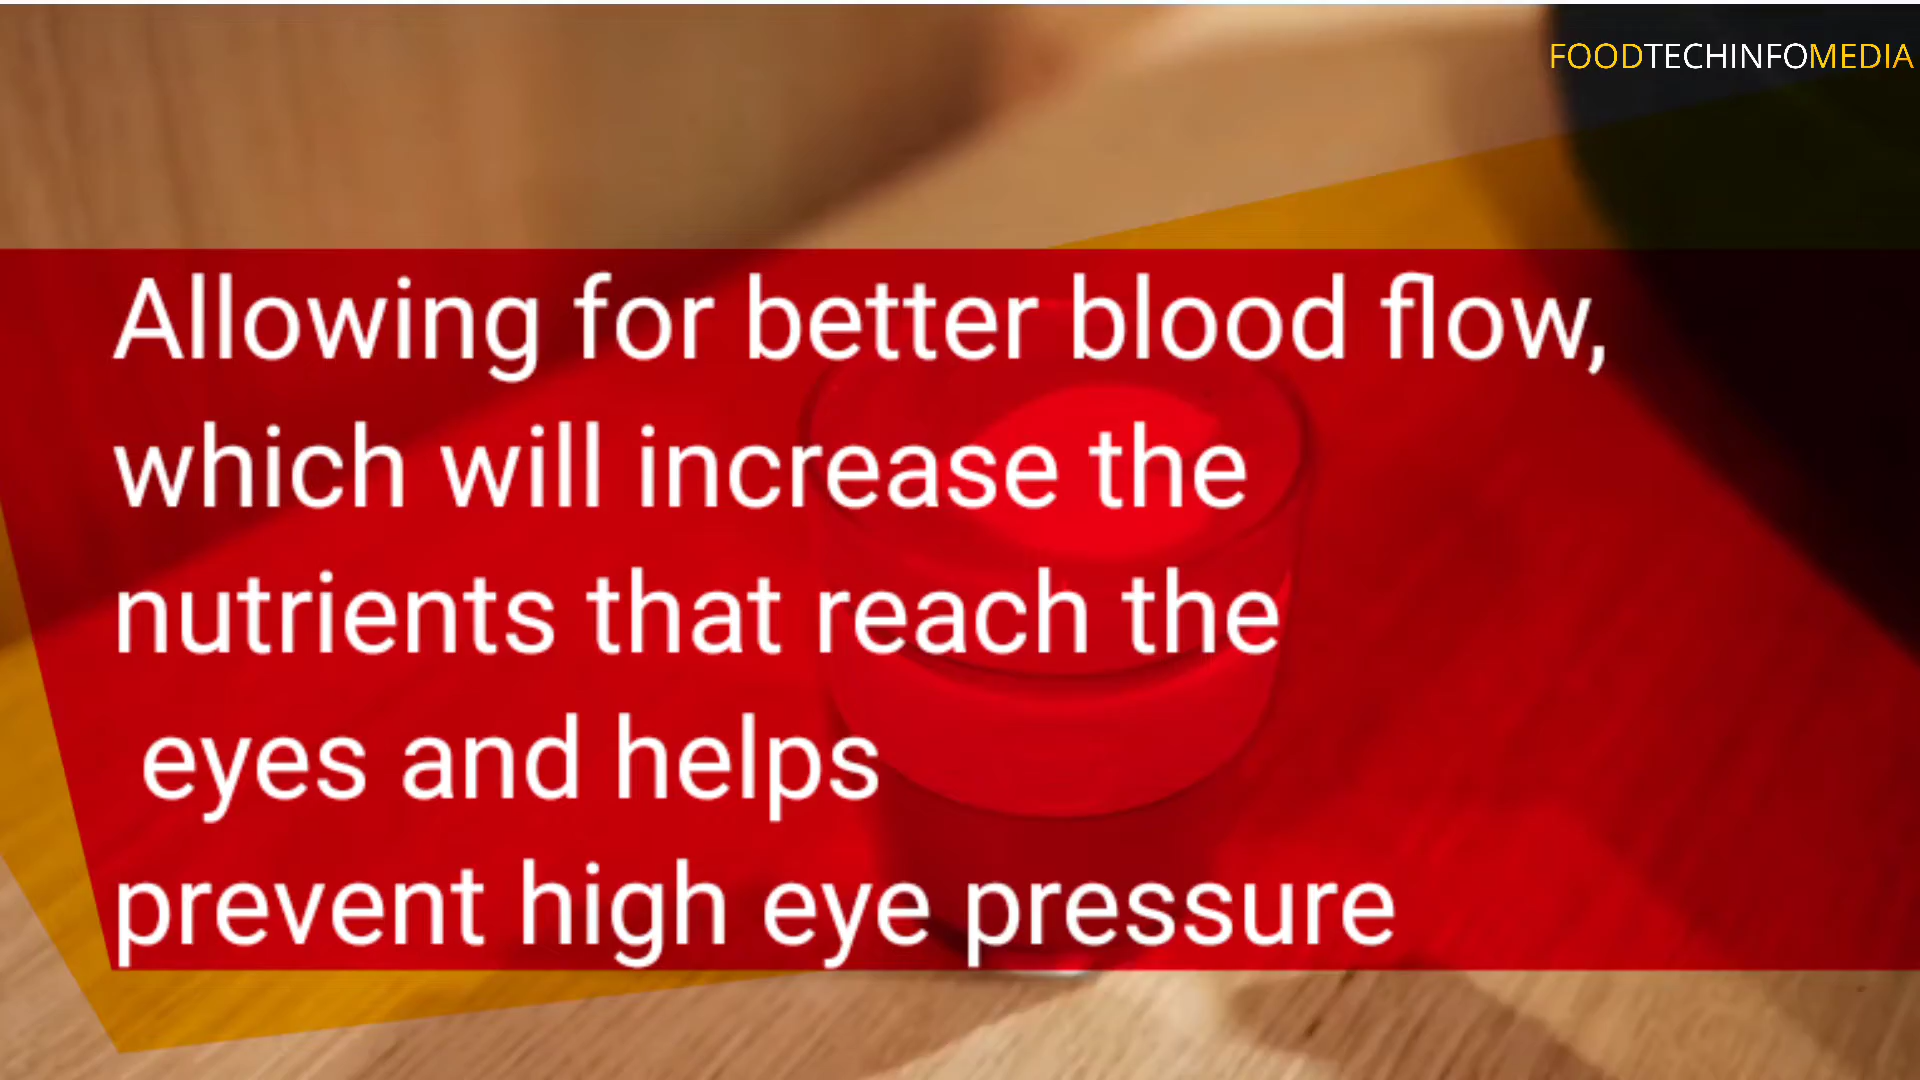 FOODTECHINFOMEDIA
Allowing for better blood flow,
which will increase the
nutrients that reach the
eyes and helps
prevent high eye pressure